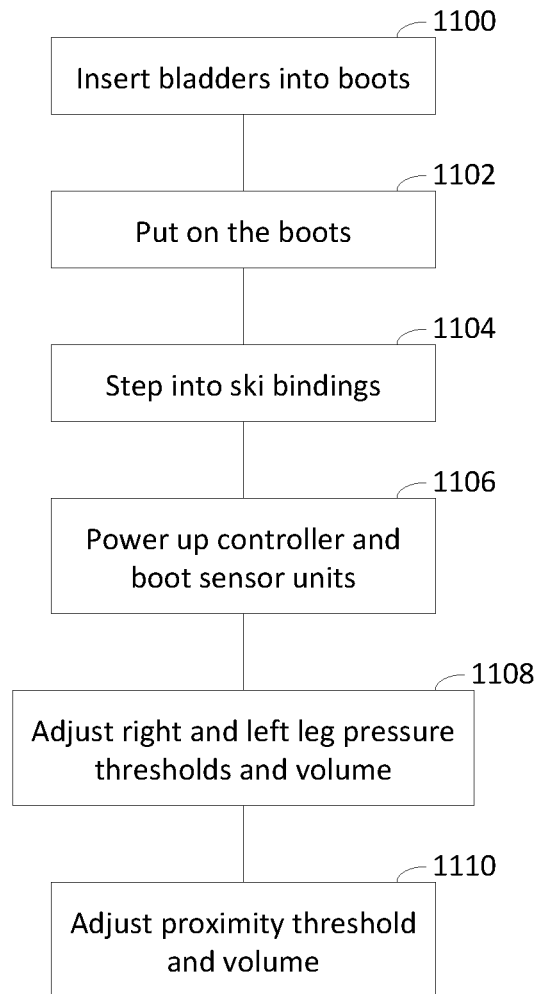 1100
Insert bladders into boots
1102
Put on the boots
1104
Step into ski bindings
1106
Power up controller and
boot sensor units
1108
Adjust right and left leg pressure
thresholds and volume
1110
Adjust proximity threshold
and volume